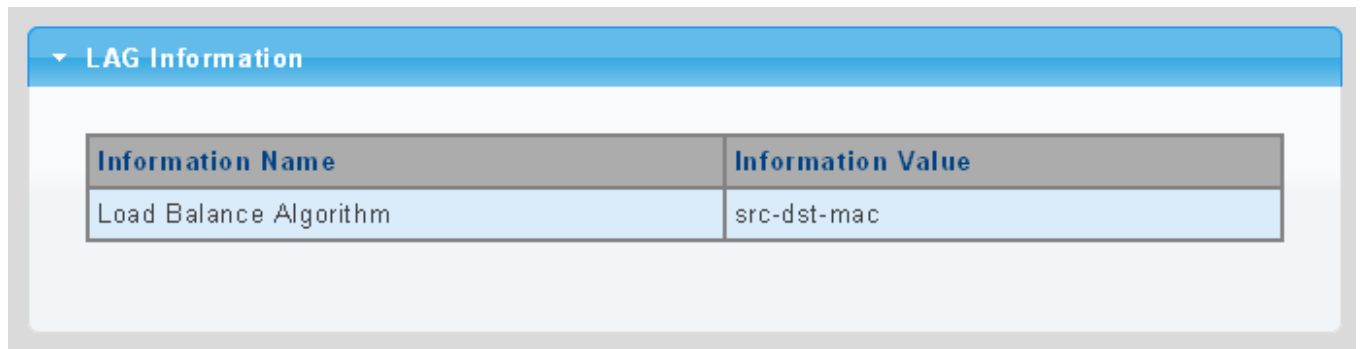 LAG Information
Information Name Information Value
Load Balance Algorithm src-dst-mac